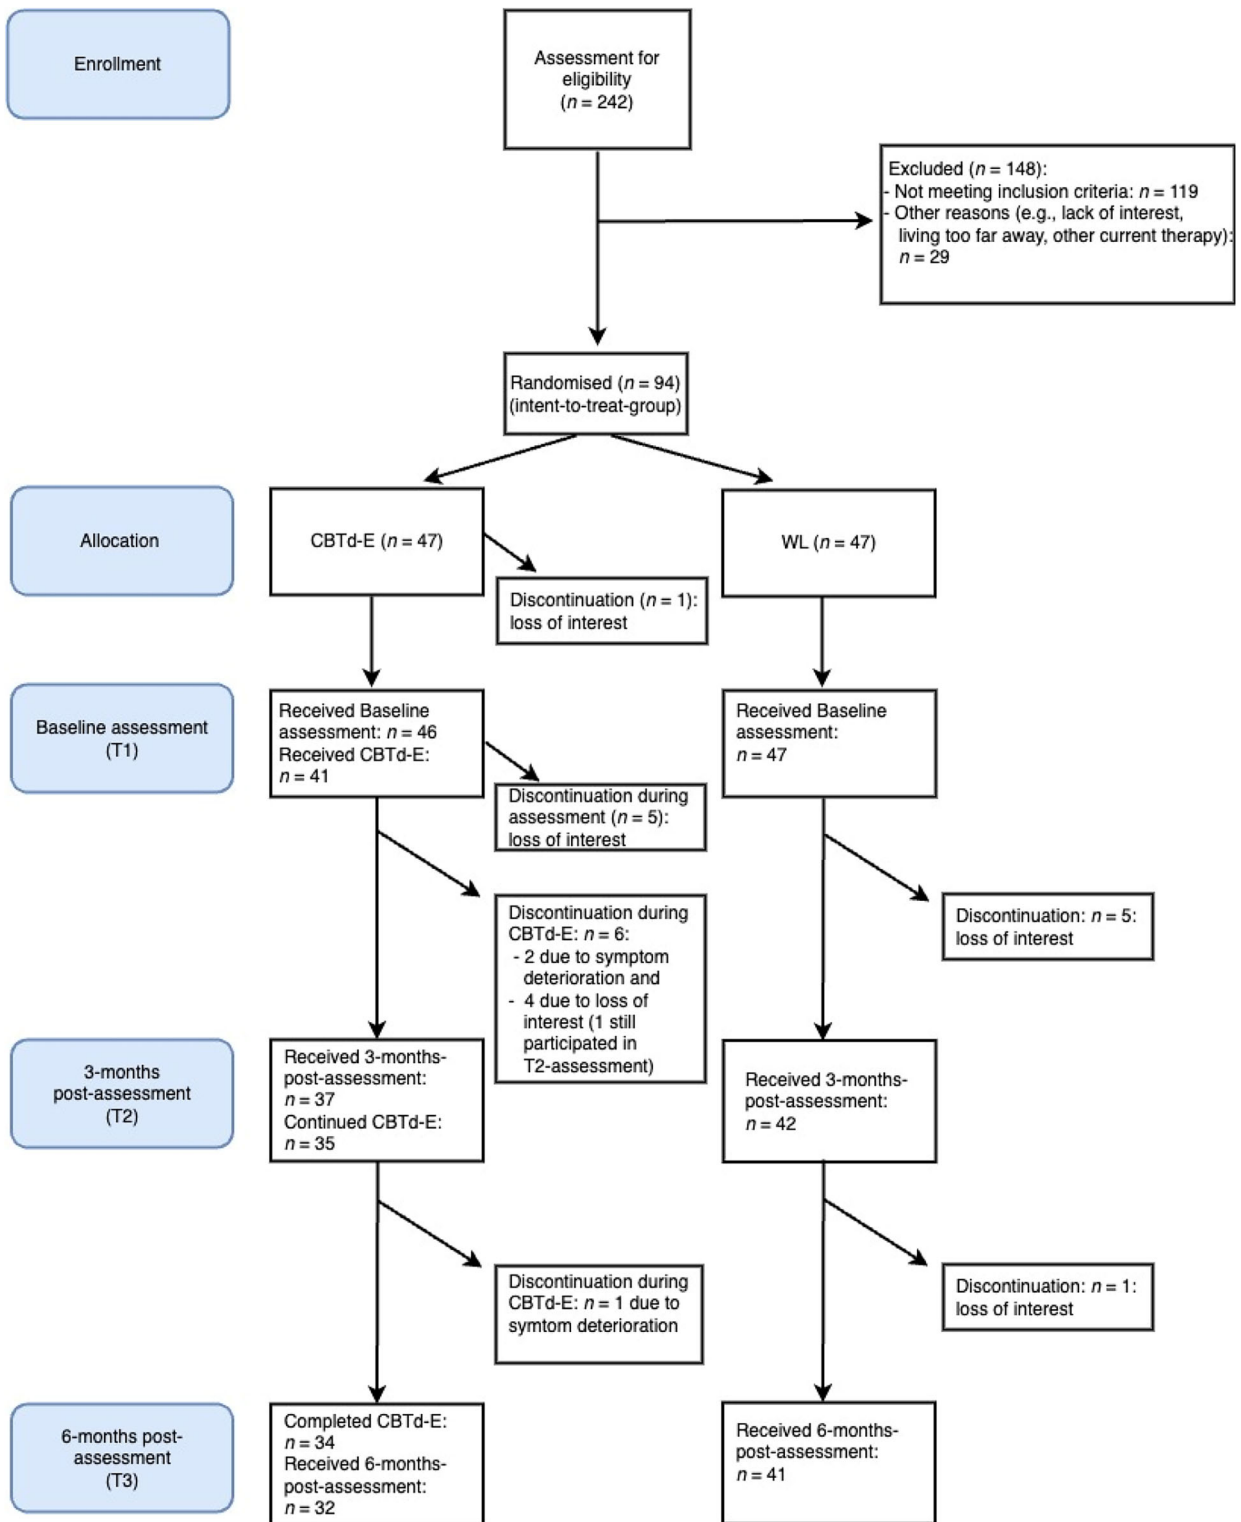 Enrollment
Assessment for
eligibility
(n = 242)
Excluded (n = 148):
- Not meeting inclusion criteria: n = 119
- Other reasons (e.g., lack of interest,
living too far away, other current therapy):
n = 29
Randomised (n = 94)
(intent-to-treat-group)
Allocation
CBTd-E (n = 47)
WL (n = 47)
Discontinuation (n = 1):
loss of interest
Baseline assessment
(T1)
Received Baseline
assessment: n = 46
Received CBTd-E:
n = 41
Received Baseline
assessment:
n = 47
Discontinuation during
assessment (n = 5):
loss of interest
Discontinuation during
CBTd-E: n = 6:
- 2 due to symptom
deterioration and
- 4 due to loss of
interest (1 still
participated in
T2-assessment)
Discontinuation: n = 5:
loss of interest
3-months
post-assessment
(T2)
Received 3-months-
post-assessment:
n = 37
Continued CBTd-E:
n = 35
Received 3-months-
post-assessment:
n = 42
Discontinuation during
CBTd-E: n = 1 due to
symtom deterioration
Discontinuation: n = 1:
loss of interest
6-months post-
assessment
(T3)
Completed CBTd-E:
n = 34
Received 6-months-
post-assessment:
n = 32
Received 6-months-
post-assessment:
n = 41